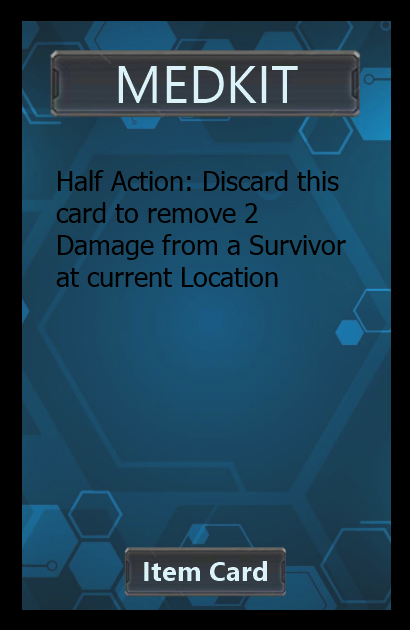 MEDKIT
Half Action: Discard this
card to remove 2
Damage from a Survivor
at current Location
Item Card